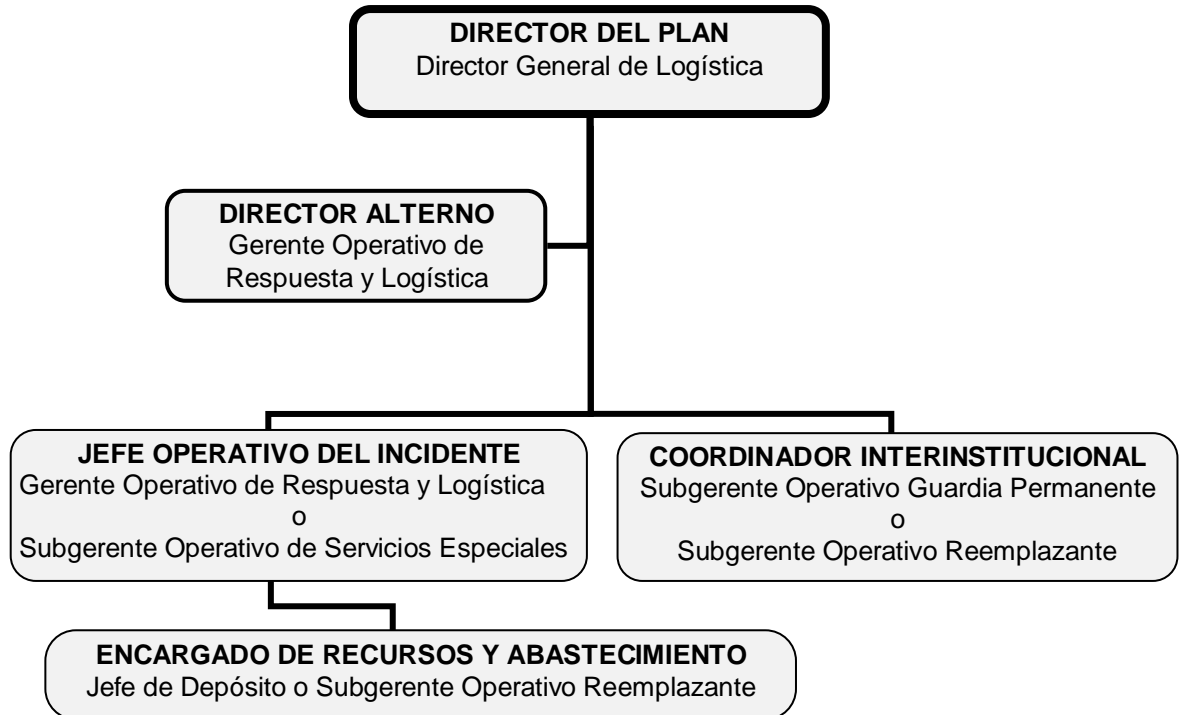 DIRECTOR DEL PLAN
Director General de Logística
DIRECTOR ALTERNO
Gerente Operativo de
Respuesta y Logística
JEFE OPERATIVO DEL INCIDENTE
Gerente Operativo de Respuesta y Logística
o
Subgerente Operativo de Servicios Especiales
COORDINADOR INTERINSTITUCIONAL
Subgerente Operativo Guardia Permanente
o
Subgerente Operativo Reemplazante
ENCARGADO DE RECURSOS Y ABASTECIMIENTO
Jefe de Depósito o Subgerente Operativo Reemplazante